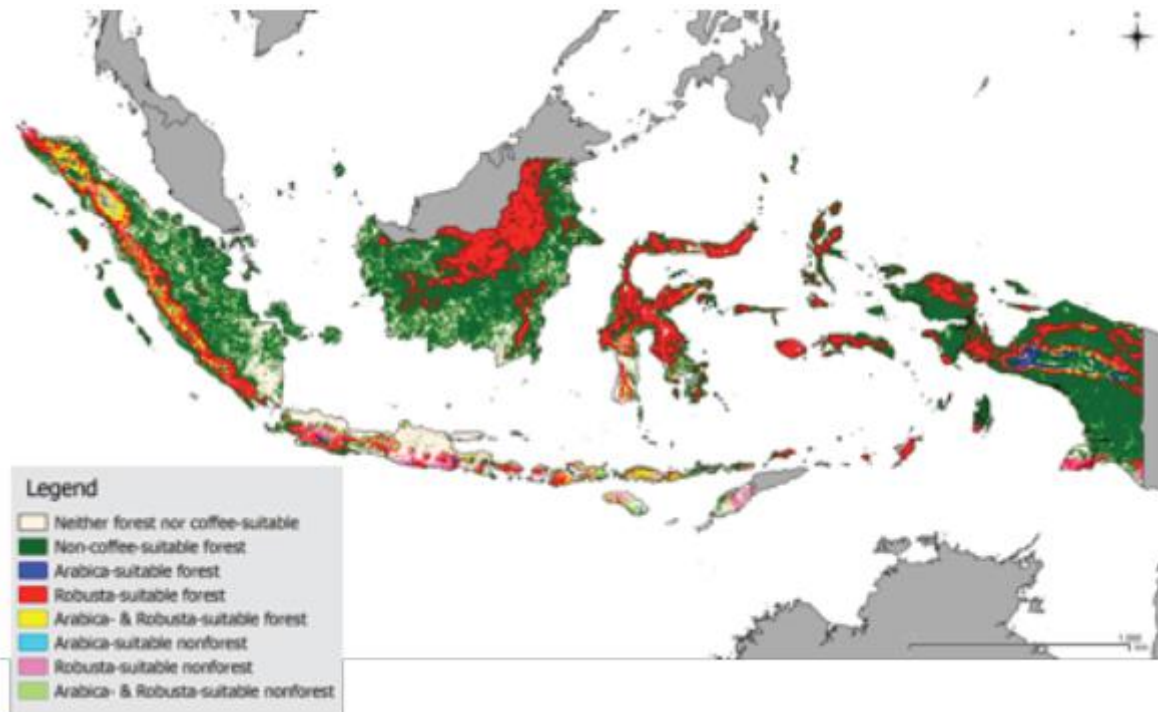 Legend
Neither forest nor coffee-suitable
Non-coffee-suitable forest
Arabica-suitable forest
Robusta-suitable forest
Arabica- & Robusta-suitable forest
Arabica-suitable nonforest
Robusta-suitable nonforest
Arabica- & Robusta-suitable nonforest